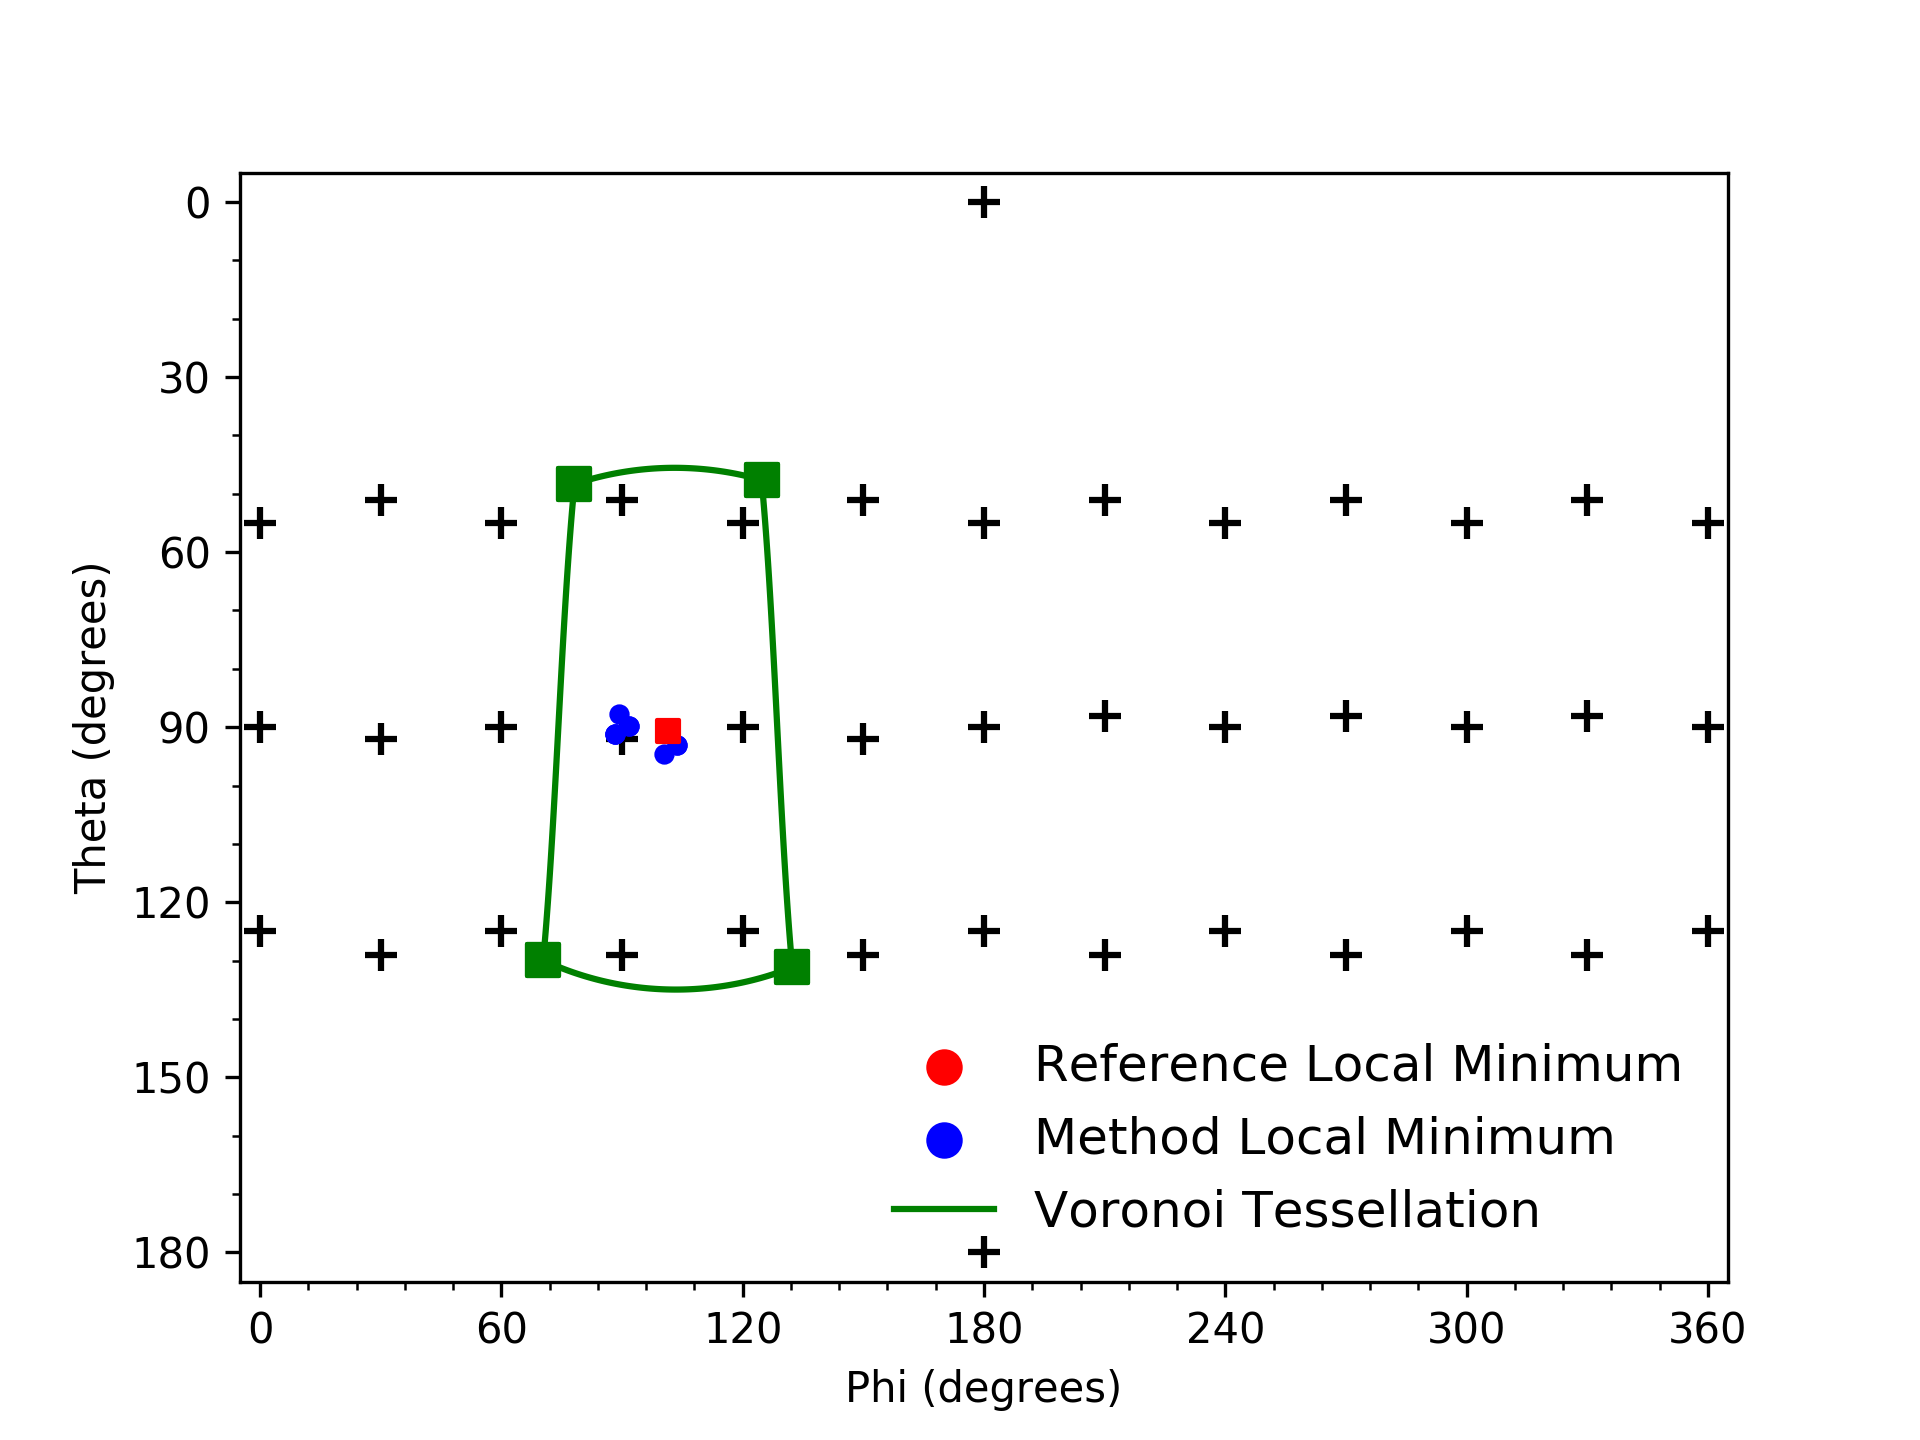 0
30
60
90
120
150
180
Theta (degrees)
Reference Local Minimum
Method Local Minimum
Voronoi Tessellation
0 60 120 180 240 300 360
Phi (degrees)